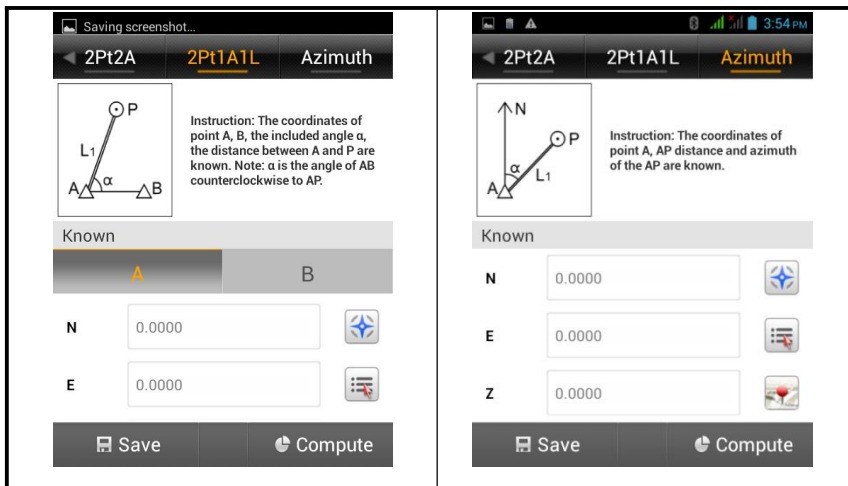 Saving screenshot...
2Pt2A 2Pt1A1L Azimuth
P
L1
A α B
Instruction: The coordinates of
point A, B, the included angle α,
the distance between A and P are
known. Note: α is the angle of AB
counterclockwise to AP.
Known
A B
N 0.0000
E 0.0000
Save Compute
3:54 PM
2Pt2A 2Pt1A1L Azimuth
N
P
α
L1
A
Instruction: The coordinates of
point A, AP distance and azimuth
of the AP are known.
Known
N 0.0000
E 0.0000
Z 0.0000
Save Compute